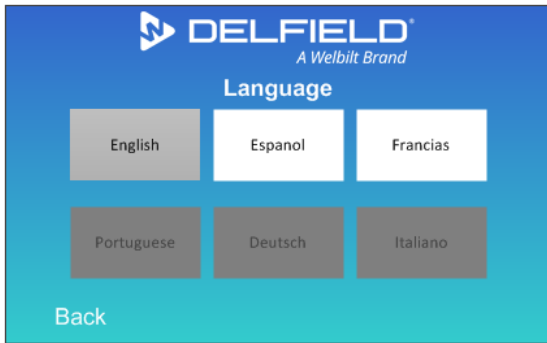 DELFIELD®
A Welbilt Brand
Language
English Espanol Francias
Portuguese Deutsch Italiano
Back